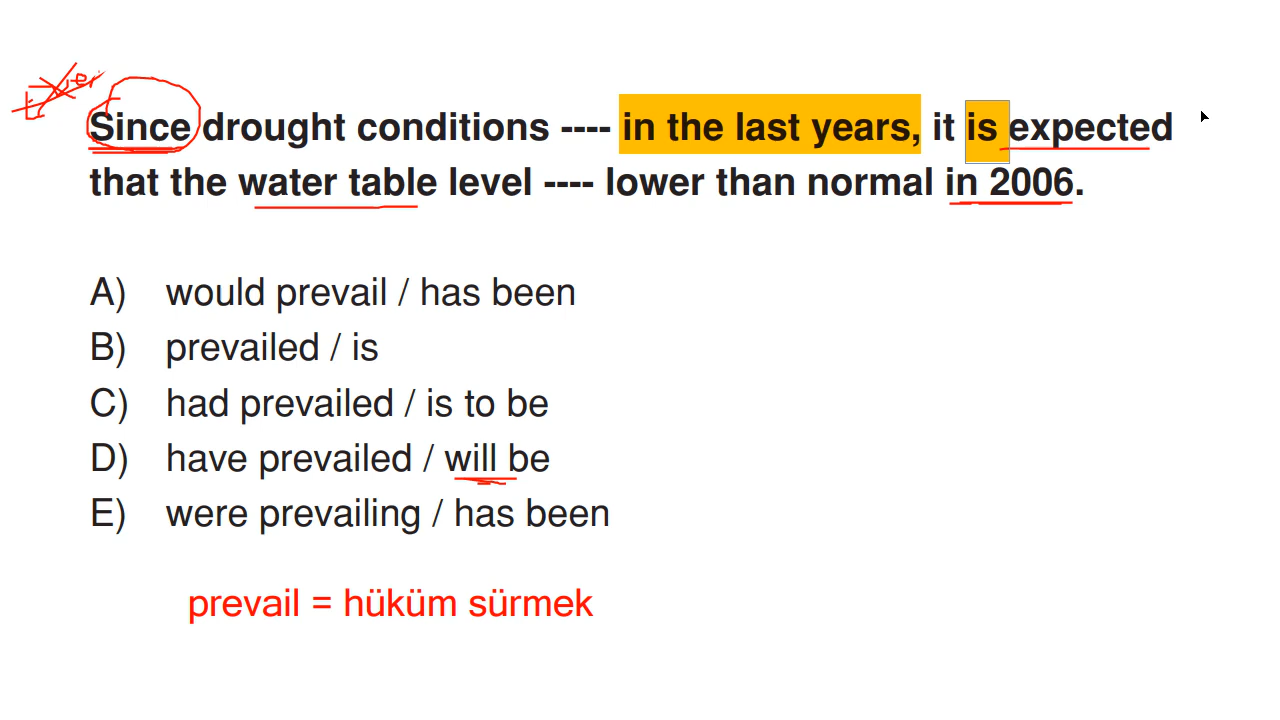 Since drought conditions ---- in the last years, it is expected
that the water table level ---- lower than normal in 2006.
A) would prevail / has been
B) prevailed / is
C) had prevailed / is to be
D) have prevailed / will be
E) were prevailing / has been
prevail = hüküm sürmek